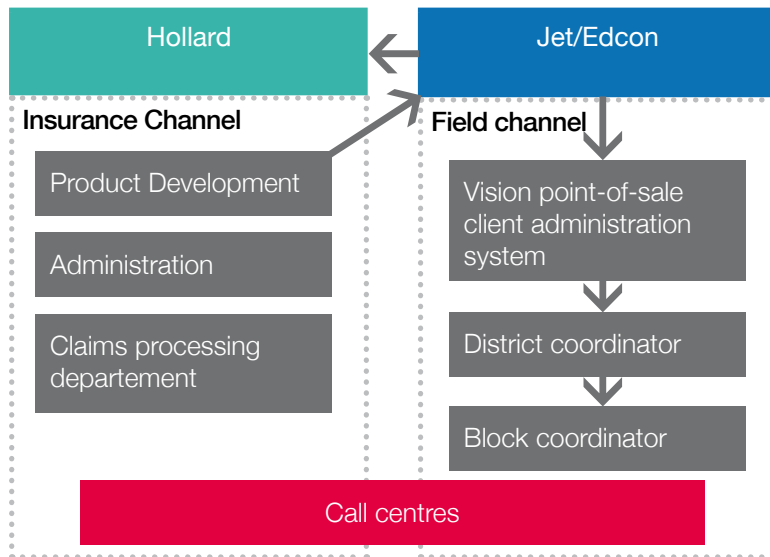 Hollard
Jet/Edcon
Insurance Channel
Product Development
Administration
Claims processing
departement
Field channel
Vision point-of-sale
client administration
system
District coordinator
Block coordinator
Call centres